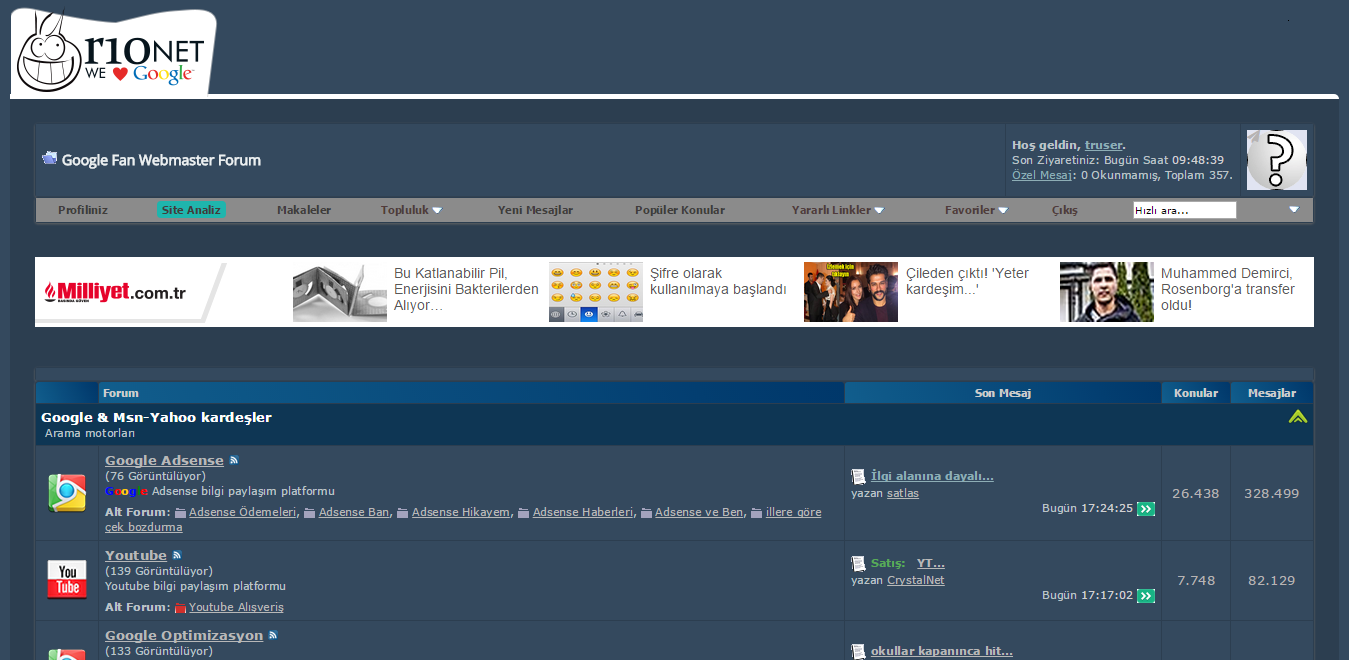 r10NET
WE Google
Google Fan Webmaster Forum
Hoş geldin, truser.
Son Ziyaretiniz: Bugün Saat 09:48:39
Özel Mesaj: 0 Okunmamış, Toplam 357.
?
Profiliniz Site Analiz Makaleler Topluluk Yeni Mesajlar Popüler Konular Yararlı Linkler Favoriler Çıkış Hızlı ara...
Milliyet.com.tr
BASINDA GÜVEN
Bu Katlanabilir Pil,
Enerjisini Bakterilerden
Alıyor...
Şifre olarak
kullanılmaya başlandı
İzlemek için
tıklayın
Çileden çıktı! 'Yeter
kardeşim...'
Muhammed Demirci,
Rosenborg'a transfer
oldu!
Forum Son Mesaj Konular Mesajlar
Google & Msn-Yahoo kardeşler
Arama motorları
Google Adsense
(76 Görüntülüyor)
Google Adsense bilgi paylaşım platformu
Alt Forum: Adsense Ödemeleri, Adsense Ban, Adsense Hikayem, Adsense Haberleri, Adsense ve Ben, illere göre
çek bozdurma
İlgi alanına dayalı...
yazan satlas
Bugün 17:24:25
26.438
328.499
You
Tube
Youtube
(139 Görüntülüyor)
Youtube bilgi paylaşım platformu
Alt Forum: Youtube Alışveriş
Satış: YT...
yazan CrystalNet
Bugün 17:17:02
7.748
82.129
Google Optimizasyon
(133 Görüntülüyor)
okullar kapanınca hit...